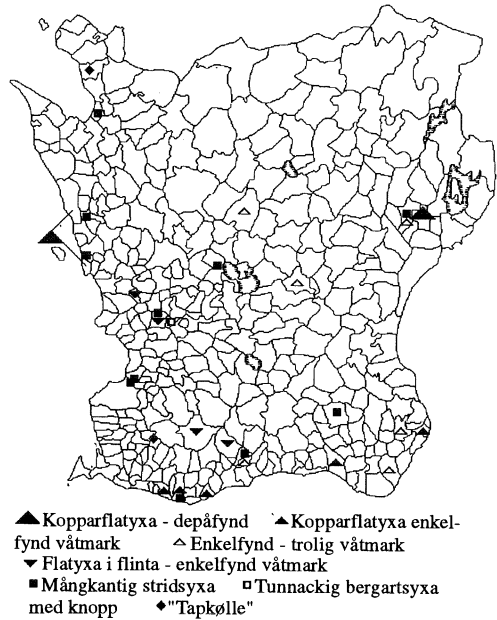 Kopparflatyxa - depåfynd Kopparflatyxa enkel-
fynd våtmark Enkelfynd - trolig våtmark
Flatyxa i flinta - enkelfynd våtmark
Mångkantig stridsyxa Tunnackig bergartsyxa
med knopp "Tapkølle"